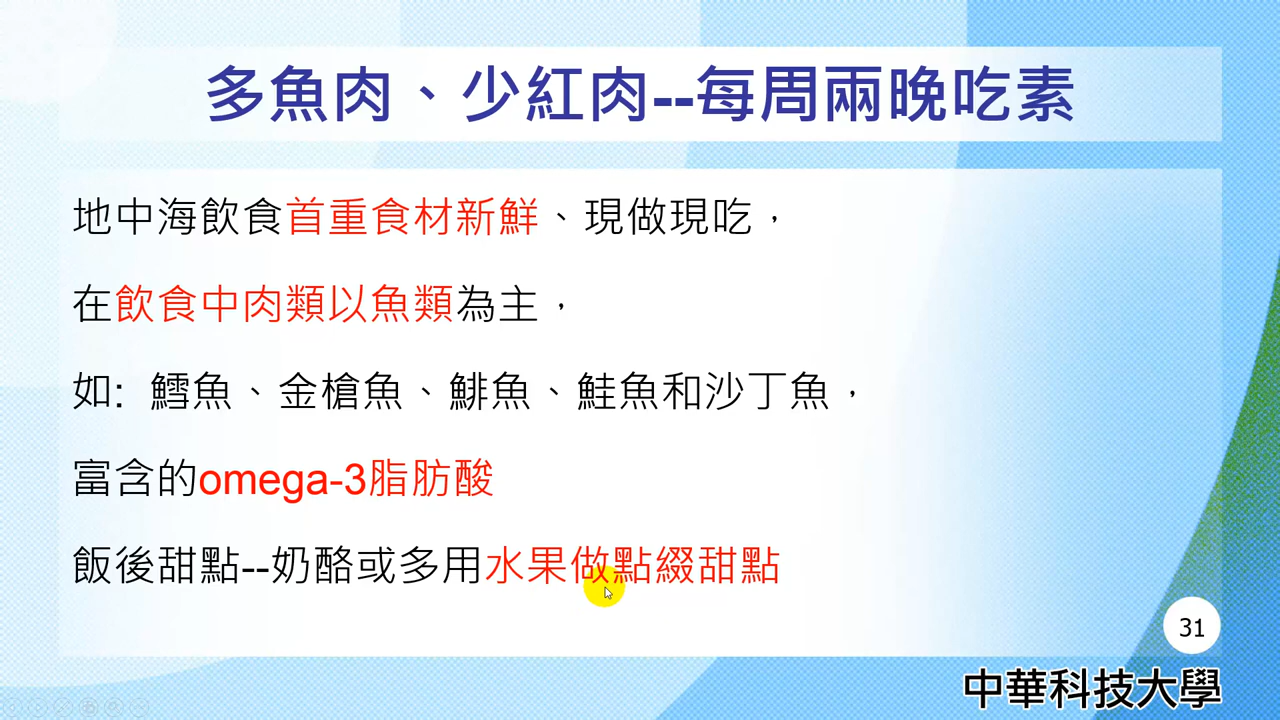 多魚肉、少紅肉--每周兩晚吃素
地中海飲食首重食材新鮮、現做現吃，
在飲食中肉類以魚類為主，
如: 鱈魚、金槍魚、鯡魚、鮭魚和沙丁魚，
富含的omega-3脂肪酸
飯後甜點--奶酪或多用水果做點綴甜點
31
中華科技大學